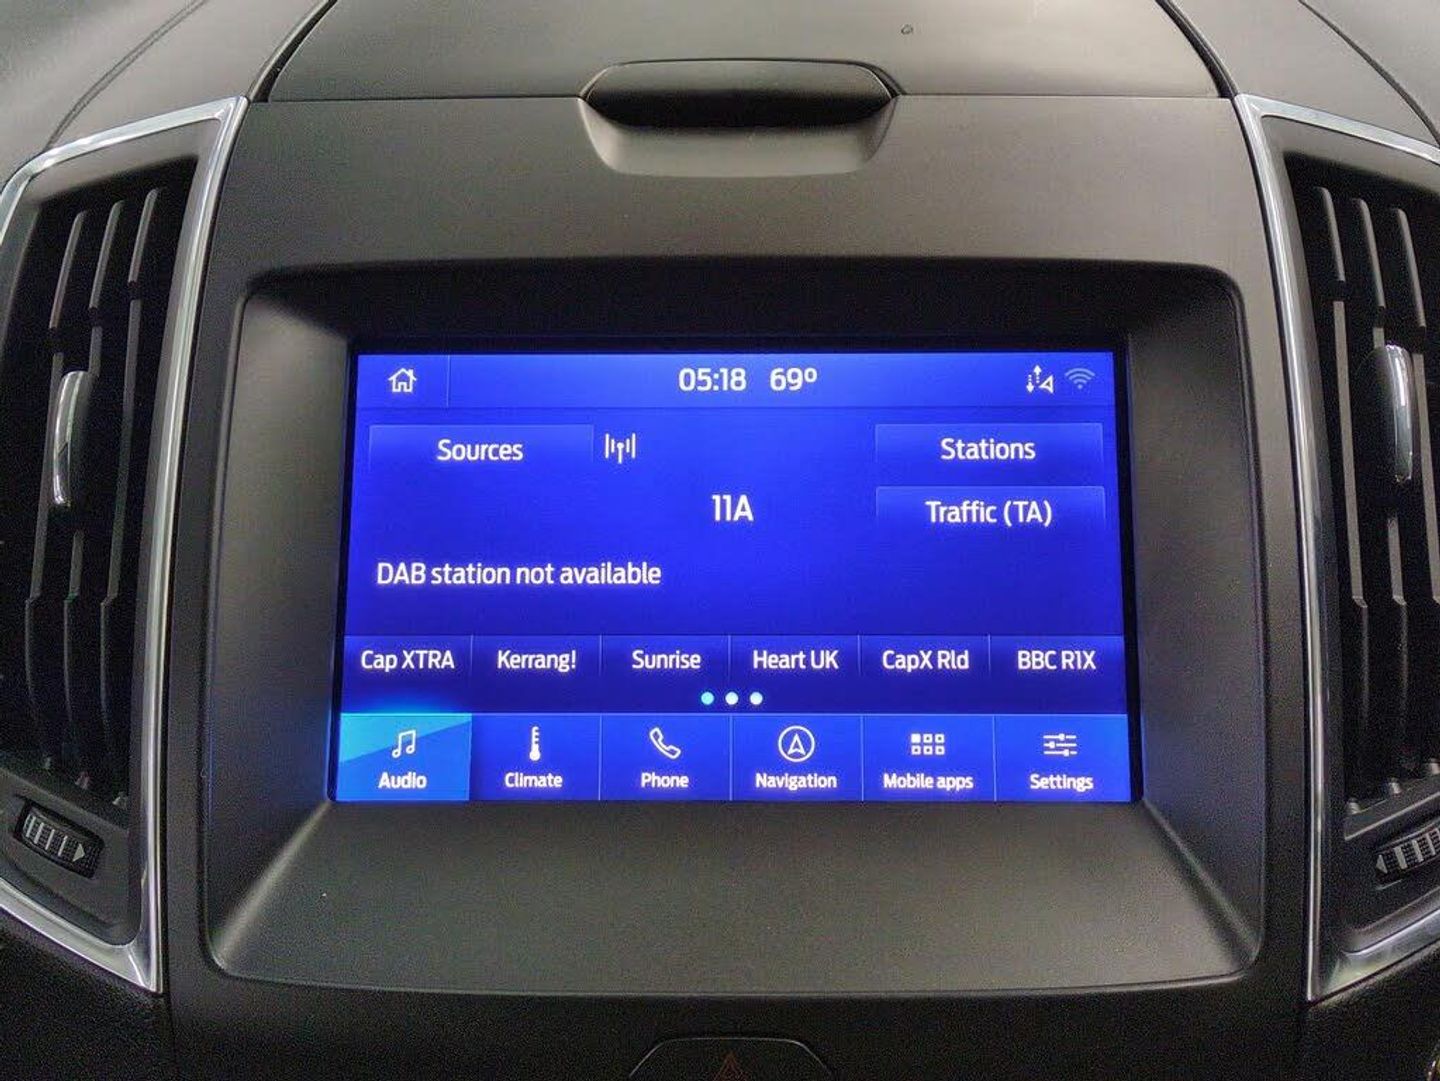 05:18 69º
Sources Stations
11A
Traffic (TA)
DAB station not available
Cap XTRA Kerrang! Sunrise Heart UK CapX Rld BBC R1X
Audio Climate Phone Navigation Mobile apps Settings